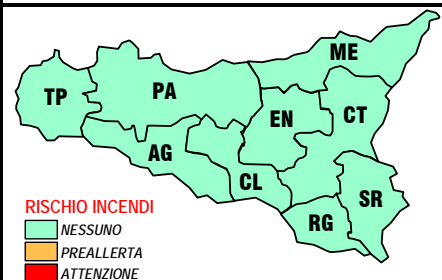 ME
TP
PA
EN
CT
AG
CL
SR
RG
RISCHIO INCENDI
NESSUNO
PREALLERTA
ATTENZIONE